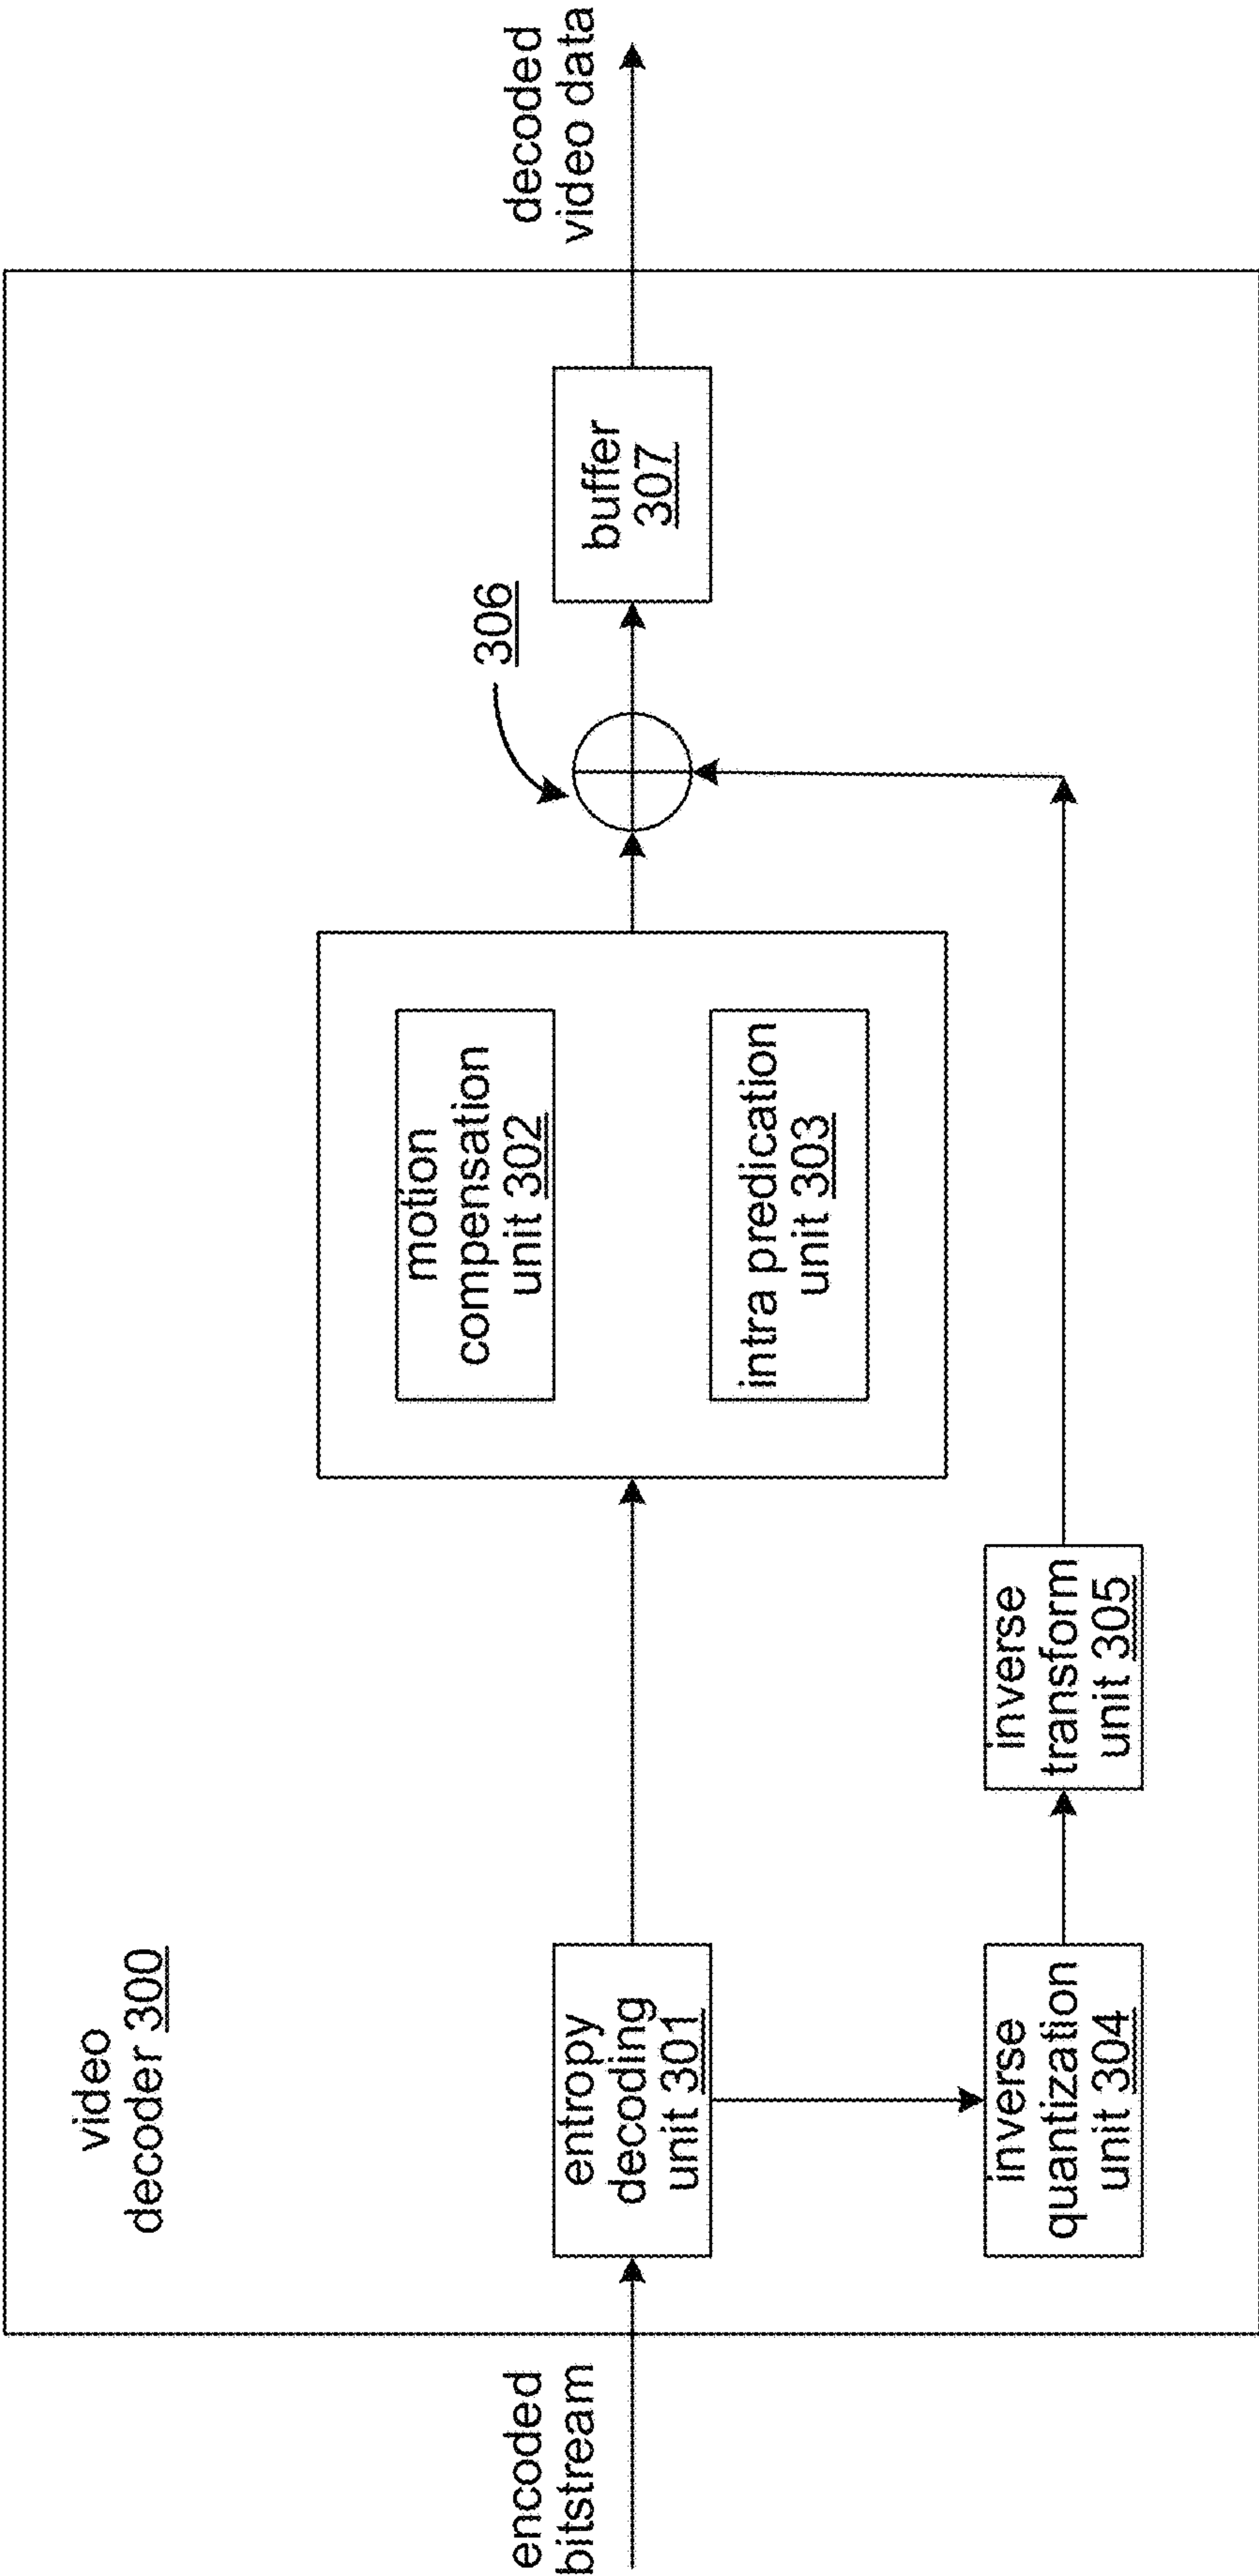 video
decoder 300
encoded
bitstream
entropy
decoding
unit 301
inverse
quantization
unit 304
inverse
transform
unit 305
motion
compensation
unit 302
intra predication
unit 303
306
buffer
307
decoded
video data